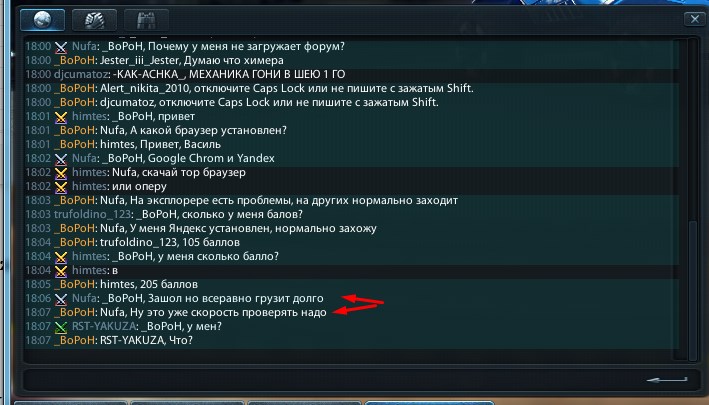 18:00 Nufa: _BoPoH, Почему у меня не загружает форум?
18:00 _BoPoH: Jester_iii_Jester, Думаю что химера
18:00 djcumatoz: -KAK-ACHKA_, МЕХАНИКА ГОНИ В ШЕЮ 1 ГО
18:00 _BoPoH: Alert_nikita_2010, отключите Caps Lock или не пишите с зажатым Shift.
18:00 _BoPoH: djcumatoz, отключите Caps Lock или не пишите с зажатым Shift.
18:01 himtes: _BoPoH, привет
18:01 _BoPoH: Nufa, А какой браузер установлен?
18:01 _BoPoH: himtes, Привет, Василь
18:02 Nufa: _BoPoH, Google Chrom и Yandex
18:02 himtes: Nufa, скачай тор браузер
18:02 himtes: или оперу
18:03 _BoPoH: Nufa, На эксплорере есть проблемы, на других нормально заходит
18:03 trufoldino_123: _BoPoH, сколько у меня балов?
18:03 _BoPoH: Nufa, У меня Яндекс установлен, нормально захожу
18:04 _BoPoH: trufoldino_123, 105 баллов
18:04 himtes: _BoPoH, у меня сколько балло?
18:04 himtes: в
18:05 _BoPoH: himtes, 205 баллов
18:06 Nufa: _BoPoH, Зашол но всеравно грузит долго
18:07 _BoPoH: Nufa, Ну это уже скорость проверять надо
18:07 RST-YAKUZA: _BoPoH, у мен?
18:07 _BoPoH: RST-YAKUZA, Что?